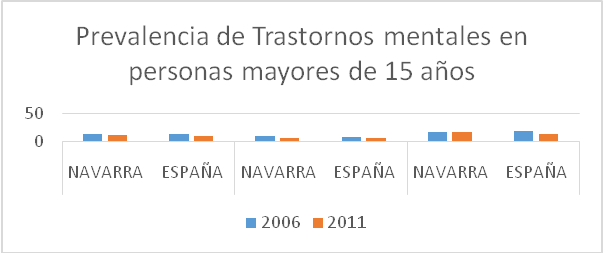 Prevalencia de Trastornos mentales en
personas mayores de 15 años
50
0
NAVARRA ESPAÑA NAVARRA ESPAÑA NAVARRA ESPAÑA
2006 2011